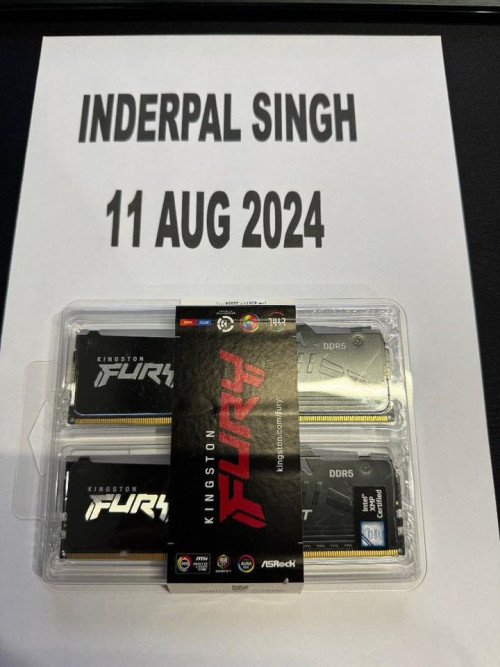 INDERPAL SINGH
11 AUG 2024
KINGSTON
FURY
DDR5
KINGSTON
FURY
kingston.com/fury
KINGSTON
FURY
DDR5
Intel®
XMP
Certified
msi
ASRock